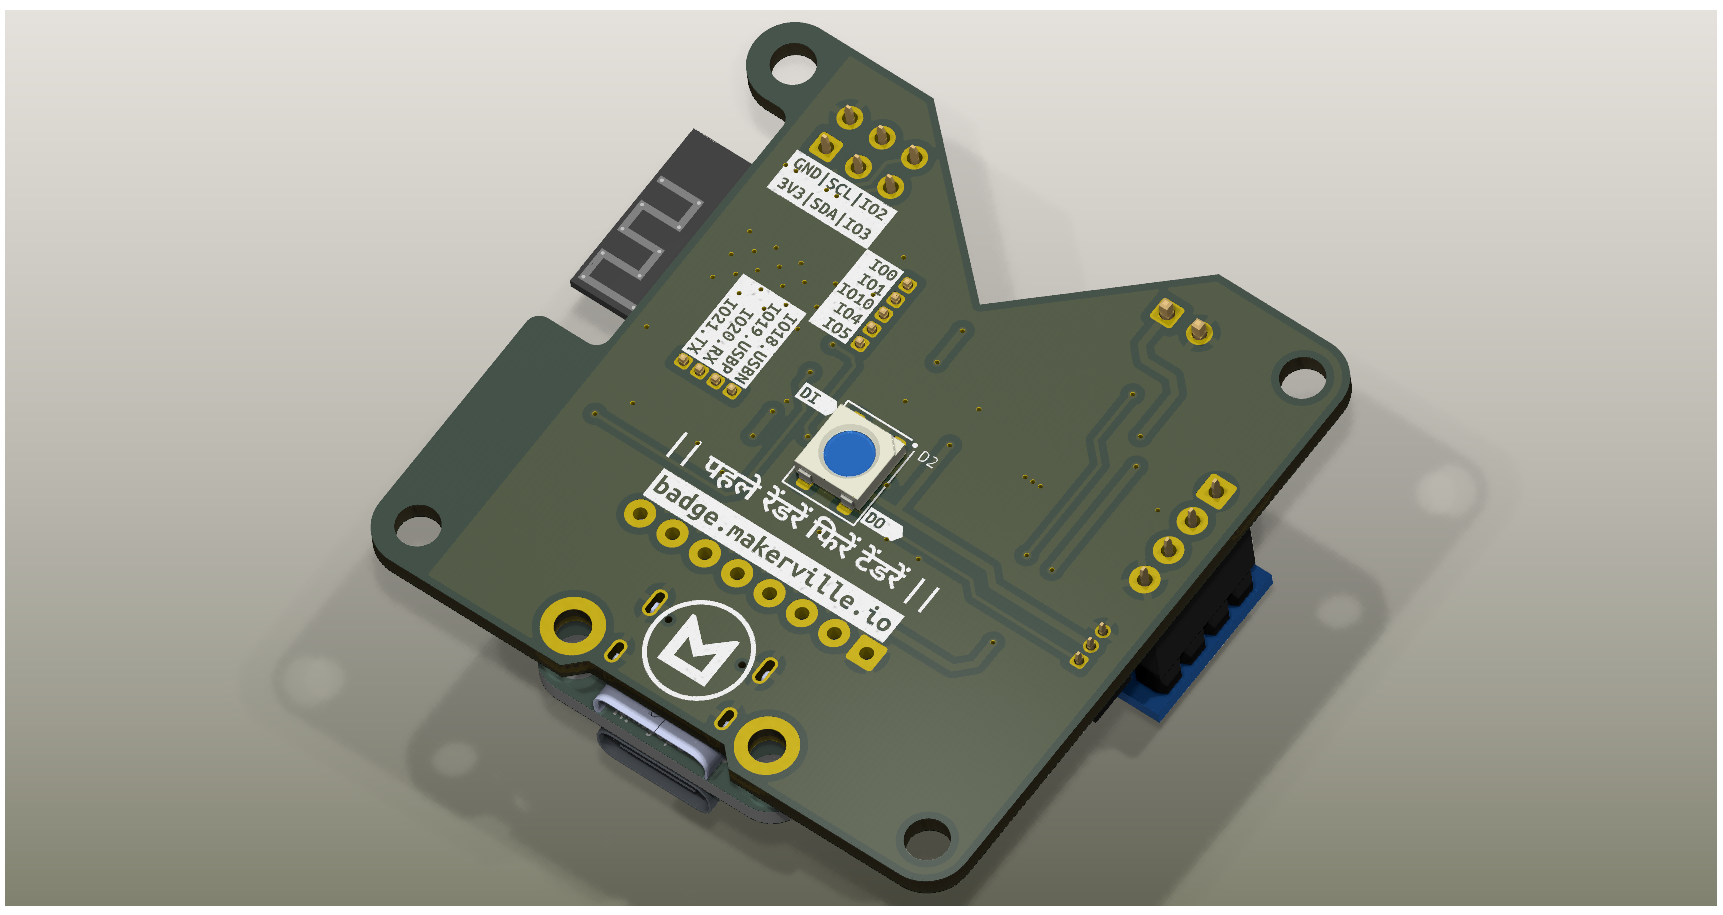 GND|SCL|IO2
3V3|SDA|IO3
IO0
IO1
IO10
IO4
IO5
IO18.USBN
IO19.USBP
IO20.RX
IO21.TX
DI
D2
DO
|| पहले रेंडरें फिरें टेंडरें ||
badge.makerville.io